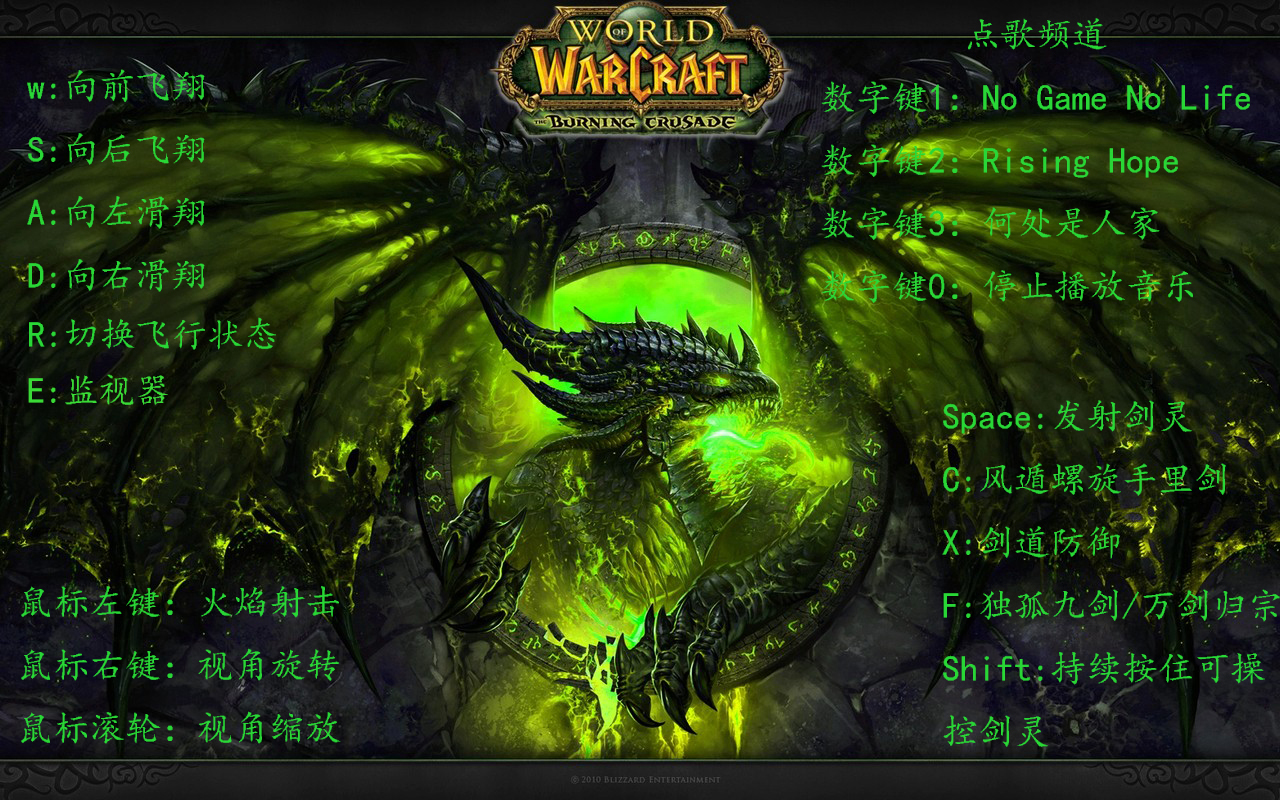 WORLD OF WARCRAFT
THE BURNING CRUSADE
w:向前飞翔
S:向后飞翔
A:向左滑翔
D:向右滑翔
R:切换飞行状态
E:监视器
鼠标左键：火焰射击
鼠标右键：视角旋转
鼠标滚轮：视角缩放
点歌频道
数字键1：No Game No Life
数字键2：Rising Hope
数字键3：何处是人家
数字键0：停止播放音乐
Space:发射剑灵
C:风遁螺旋手里剑
X:剑道防御
F:独孤九剑/万剑归宗
Shift:持续按住可操
控剑灵
© 2010 BLIZZARD ENTERTAINMENT